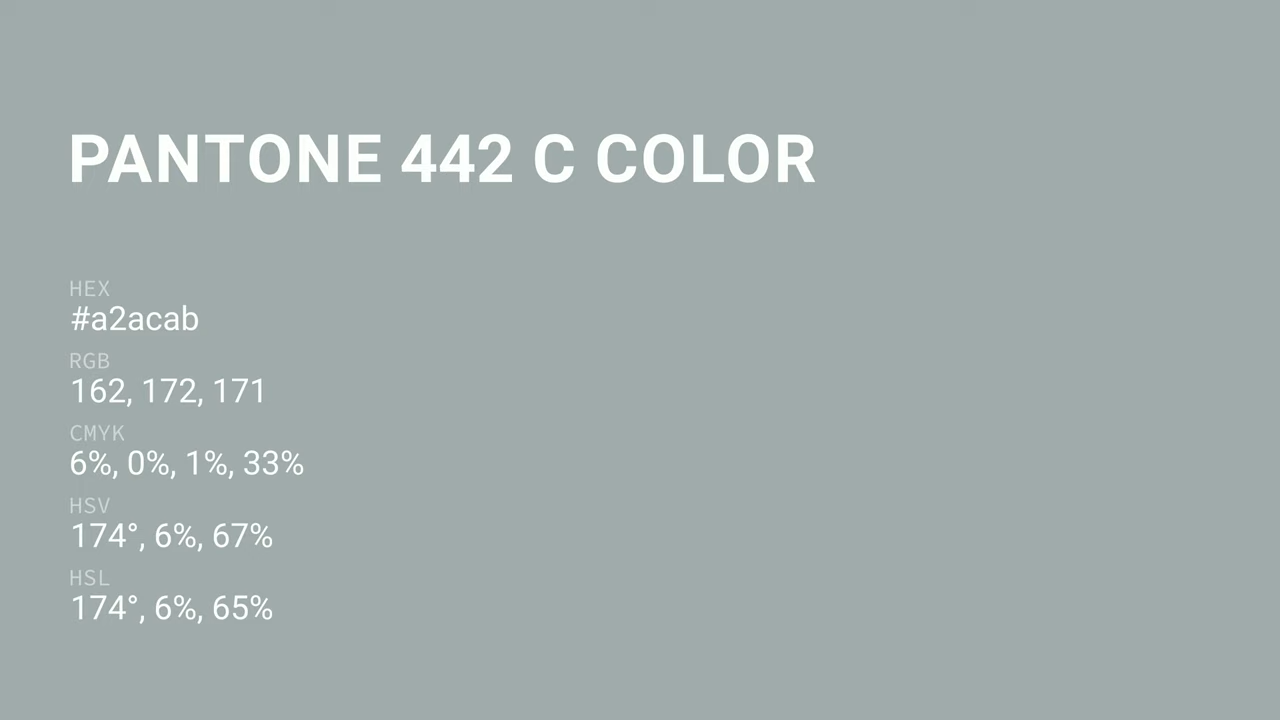 PANTONE 442 C COLOR
HEX
#a2acab
RGB
162, 172, 171
CMYK
6%, 0%, 1%, 33%
HSV
174°, 6%, 67%
HSL
174°, 6%, 65%